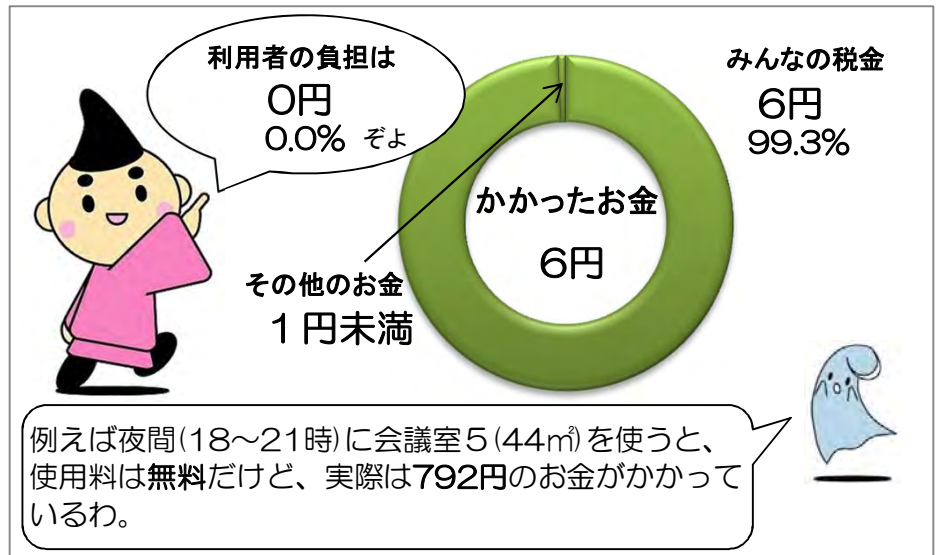 利用者の負担は
0円
0.0% ぞよ
みんなの税金
6円
99.3%
かかったお金
6円
その他のお金
1円未満
例えば夜間(18～21時)に会議室5(44㎡)を使うと、
使用料は無料だけど、実際は792円のお金がかかって
いるわ。